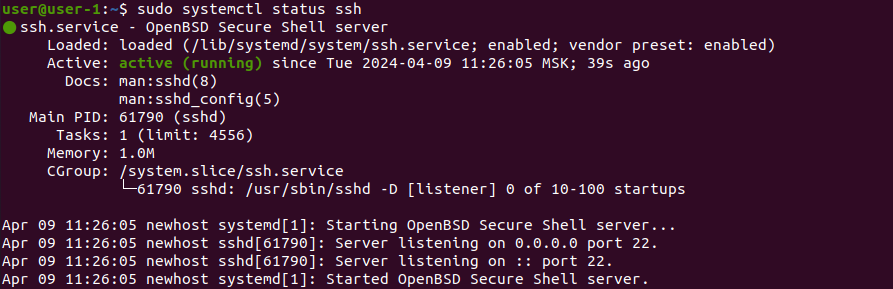 user@user-1:~$ sudo systemctl status ssh
● ssh.service - OpenBSD Secure Shell server
     Loaded: loaded (/lib/systemd/system/ssh.service; enabled; vendor preset: enabled)
     Active: active (running) since Tue 2024-04-09 11:26:05 MSK; 39s ago
       Docs: man:sshd(8)
             man:sshd_config(5)
   Main PID: 61790 (sshd)
      Tasks: 1 (limit: 4556)
     Memory: 1.0M
     CGroup: /system.slice/ssh.service
             └─61790 sshd: /usr/sbin/sshd -D [listener] 0 of 10-100 startups

Apr 09 11:26:05 newhost systemd[1]: Starting OpenBSD Secure Shell server...
Apr 09 11:26:05 newhost sshd[61790]: Server listening on 0.0.0.0 port 22.
Apr 09 11:26:05 newhost sshd[61790]: Server listening on :: port 22.
Apr 09 11:26:05 newhost systemd[1]: Started OpenBSD Secure Shell server.